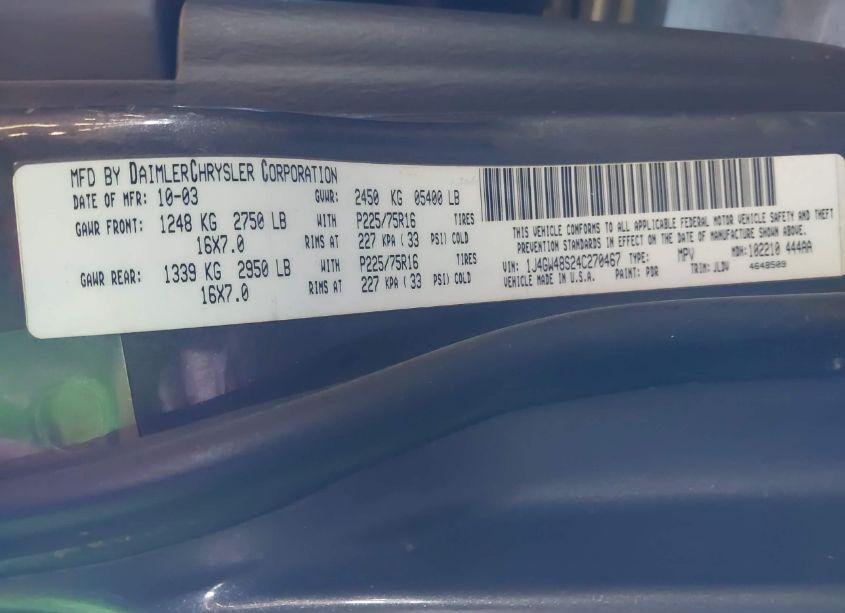 MFD BY DAIMLERCHRYSLER CORPORATION
DATE OF MFR: 10-03 GVWR: 2450 KG 05400 LB
GAWR FRONT: 1248 KG 2750 LB WITH P225/75R16 TIRES
16X7.0 RIMS AT 227 KPA ( 33 PSI) COLD
GAWR REAR: 1339 KG 2950 LB WITH P225/75R16 TIRES
16X7.0 RIMS AT 227 KPA ( 33 PSI) COLD
THIS VEHICLE CONFORMS TO ALL APPLICABLE FEDERAL MOTOR VEHICLE SAFETY AND THEFT
PREVENTION STANDARDS IN EFFECT ON THE DATE OF MANUFACTURE SHOWN ABOVE.
VIN: 1J4GW48S24C270467 TYPE: MPV MDH: 102210 444AA
VEHICLE MADE IN U.S.A. PAINT: PDR TRIM: JLDV 4648509